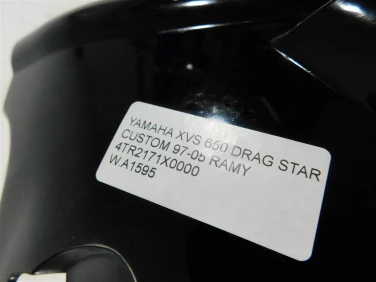 YAMAHA XVS 650 DRAG STAR
CUSTOM 97-05 RAMY
4TR2171X0000
W.A1595